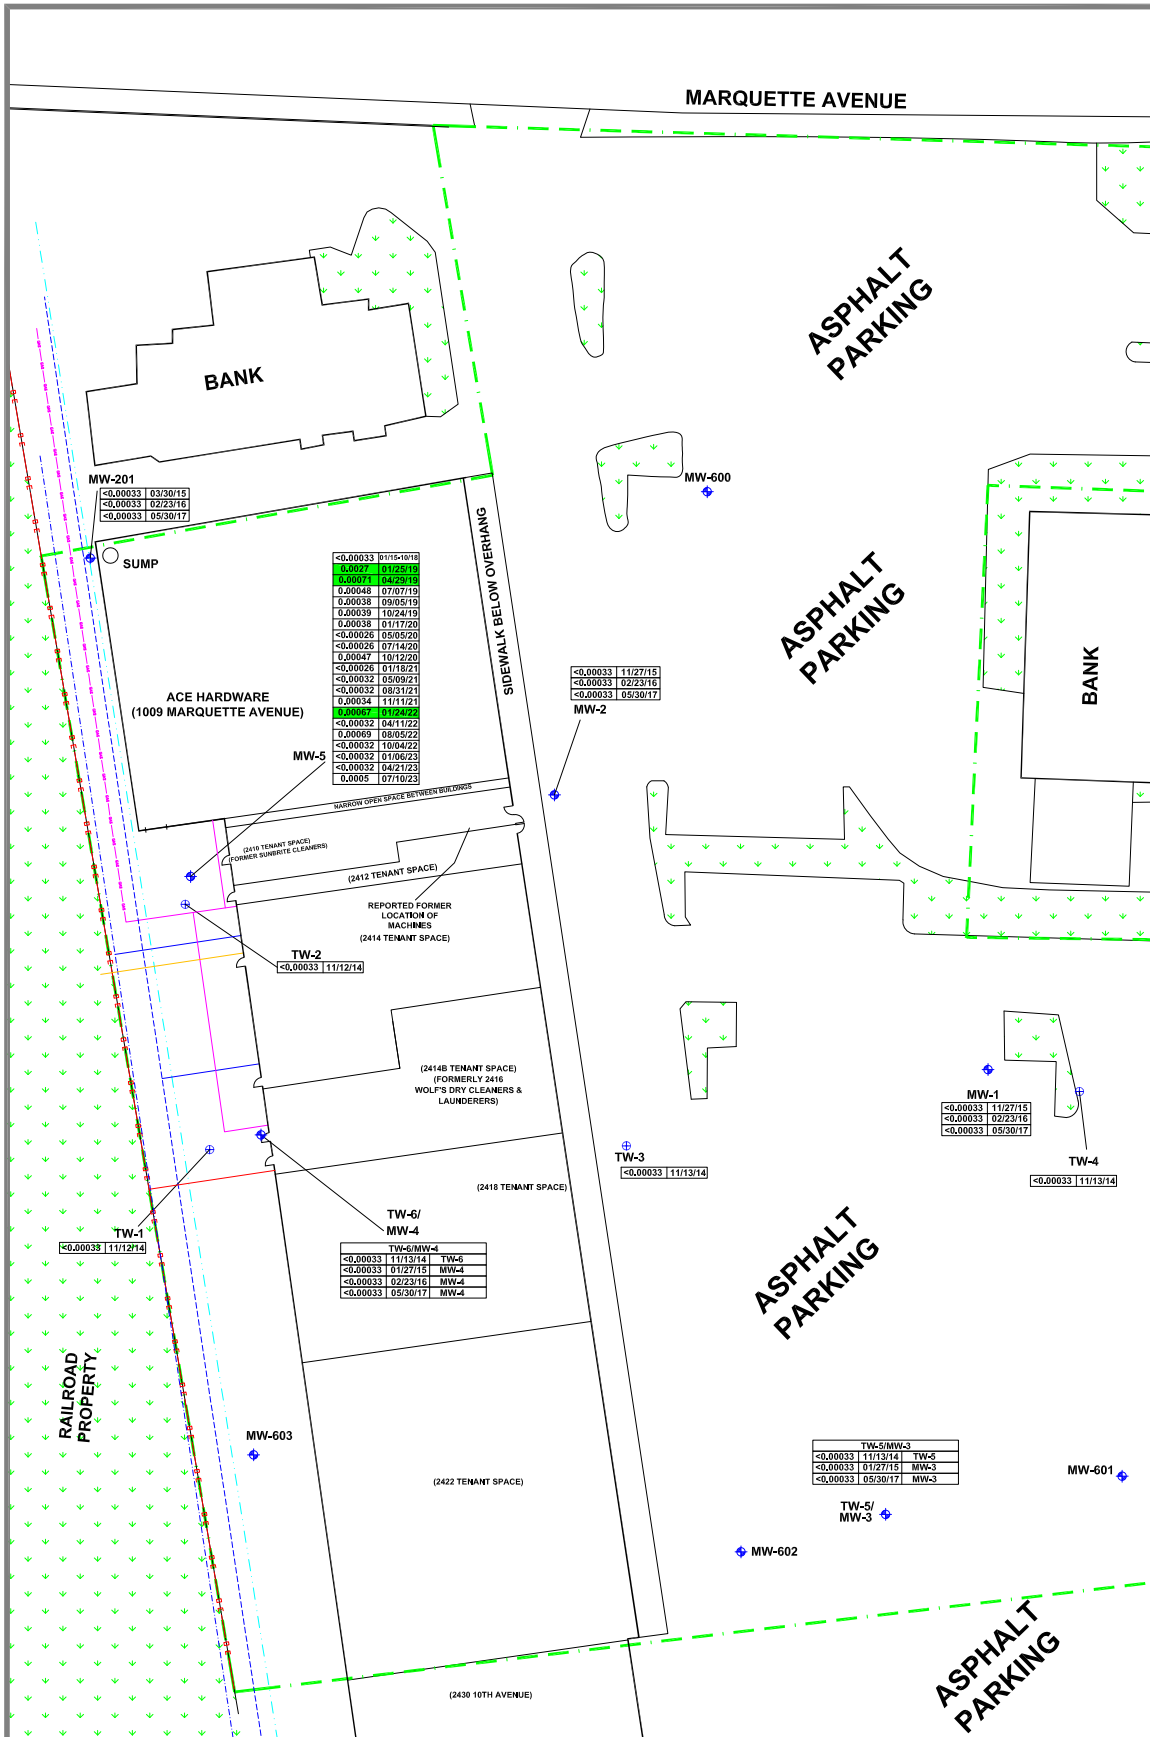 MARQUETTE AVENUE
ASPHALT
PARKING
BANK
MW-201
<0.00033 03/30/15
<0.00033 02/23/16
<0.00033 05/30/17
MW-600
SUMP
SIDEWALK BELOW OVERHANG
<0.00033 01/15-10/18
0.0027 01/25/19
0.00071 04/29/19
0.00048 07/07/19
0.00038 09/05/19
0.00039 10/24/19
0.00038 01/17/20
<0.00026 05/05/20
<0.00026 07/14/20
0.00047 10/12/20
<0.00026 01/18/21
<0.00032 05/09/21
<0.00032 08/31/21
0.00034 11/11/21
0.00067 01/24/22
<0.00032 04/11/22
0.00069 08/05/22
<0.00032 10/04/22
<0.00032 01/06/23
<0.00032 04/21/23
0.0005 07/10/23
ASPHALT
PARKING
BANK
ACE HARDWARE
(1009 MARQUETTE AVENUE)
<0.00033 11/27/15
<0.00033 02/23/16
<0.00033 05/30/17
MW-2
MW-5
NARROW OPEN SPACE BETWEEN BUILDINGS
(2410 TENANT SPACE)
(FORMER SUNBRITE CLEANERS)
(2412 TENANT SPACE)
REPORTED FORMER
LOCATION OF
MACHINES
(2414 TENANT SPACE)
TW-2
<0.00033 11/12/14
(2414B TENANT SPACE)
(FORMERLY 2416
WOLF'S DRY CLEANERS &
LAUNDERERS)
MW-1
<0.00033 11/27/15
<0.00033 02/23/16
<0.00033 05/30/17
TW-3
<0.00033 11/13/14
TW-4
<0.00033 11/13/14
(2418 TENANT SPACE)
TW-6/
MW-4
TW-6/MW-4
<0.00033 11/13/14 TW-6
<0.00033 01/27/15 MW-4
<0.00033 02/23/16 MW-4
<0.00033 05/30/17 MW-4
TW-1
<0.00033 11/12/14
ASPHALT
PARKING
RAILROAD
PROPERTY
MW-603
(2422 TENANT SPACE)
TW-5/MW-3
<0.00033 11/13/14 TW-5
<0.00033 01/27/15 MW-3
<0.00033 05/30/17 MW-3
TW-5/
MW-3
MW-601
MW-602
ASPHALT
PARKING
(2430 10TH AVENUE)